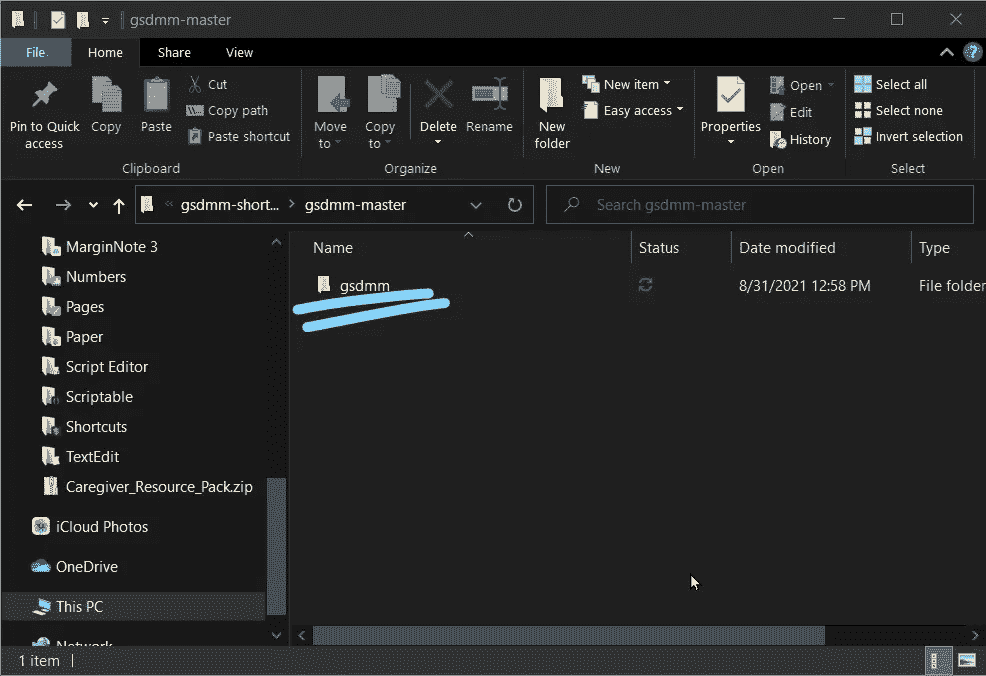 gsdmm-master
File
Home
Share
View
Pin to Quick access
Copy
Paste
Cut
Copy path
Paste shortcut
Clipboard
Move to
Copy to
Delete
Rename
Organize
New folder
New item
Easy access
New
Properties
Open
Edit
History
Open
Select all
Select none
Invert selection
Select
« gsdmm-short... > gsdmm-master
Search gsdmm-master
MarginNote 3
Numbers
Pages
Paper
Script Editor
Scriptable
Shortcuts
TextEdit
Caregiver_Resource_Pack.zip
iCloud Photos
OneDrive
This PC
Network
Name Status Date modified Type
gsdmm 8/31/2021 12:58 PM File folder
1 item